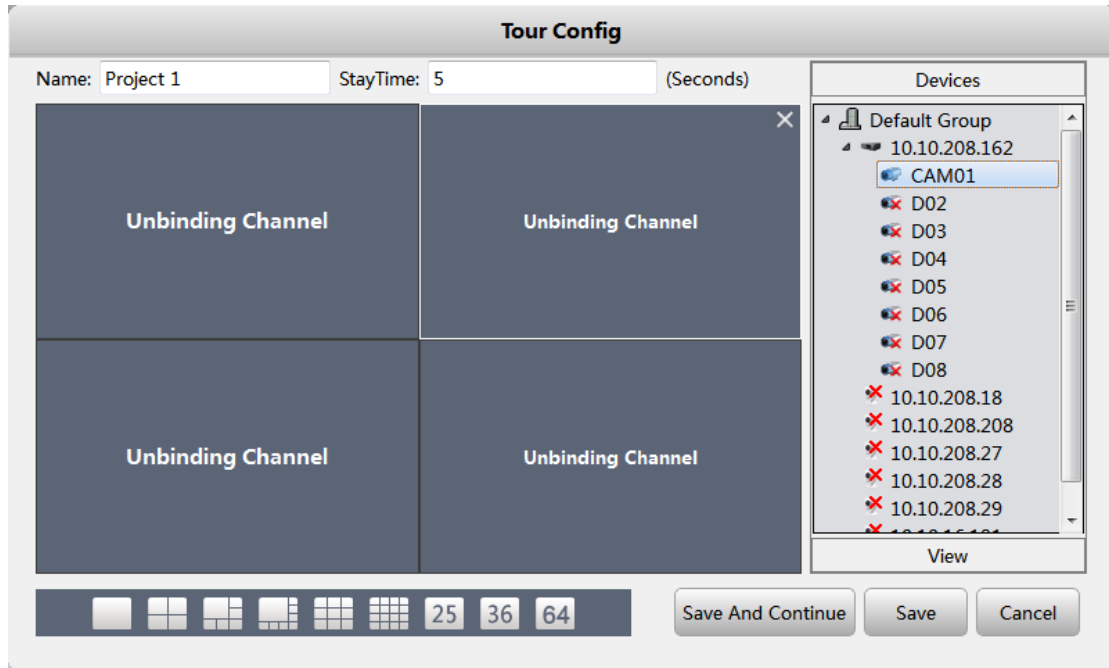 Tour Config
Name: Project 1 StayTime: 5 (Seconds)
Devices
Default Group
10.10.208.162
CAM01
D02
D03
D04
D05
D06
D07
D08
10.10.208.18
10.10.208.208
10.10.208.27
10.10.208.28
10.10.208.29
View
Unbinding Channel Unbinding Channel
Unbinding Channel Unbinding Channel
25 36 64
Save And Continue Save Cancel